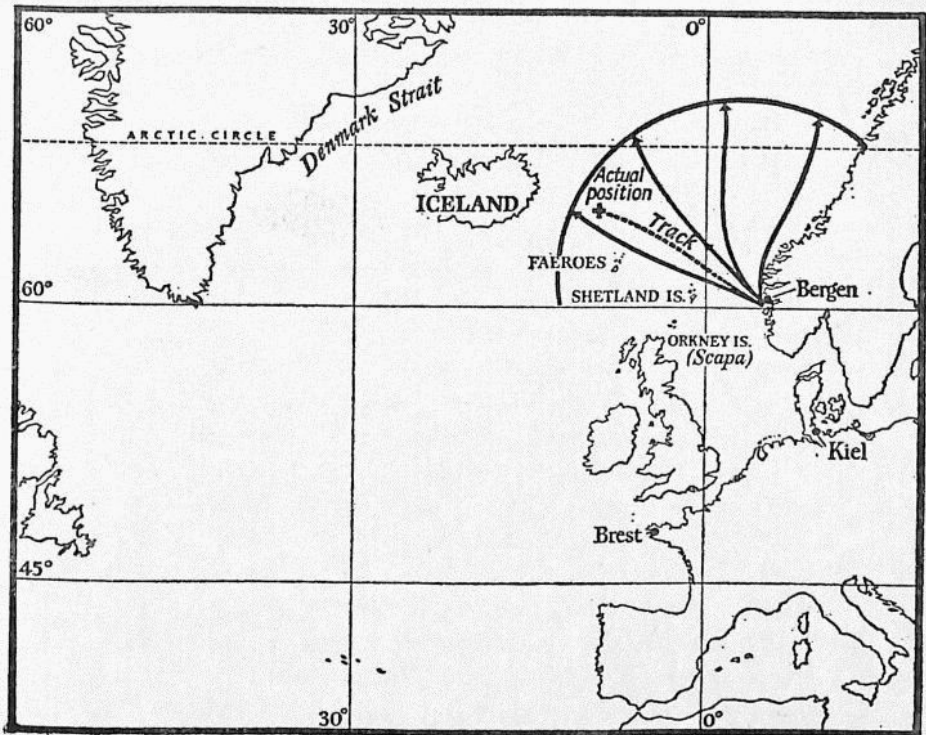 60°
30°
0°
Denmark Strait
ARCTIC. CIRCLE
Actual
position
ICELAND
Track
FAEROES
60°
SHETLAND IS.
Bergen
ORKNEY IS.
(Scapa)
Kiel
Brest
45°
30°
0°